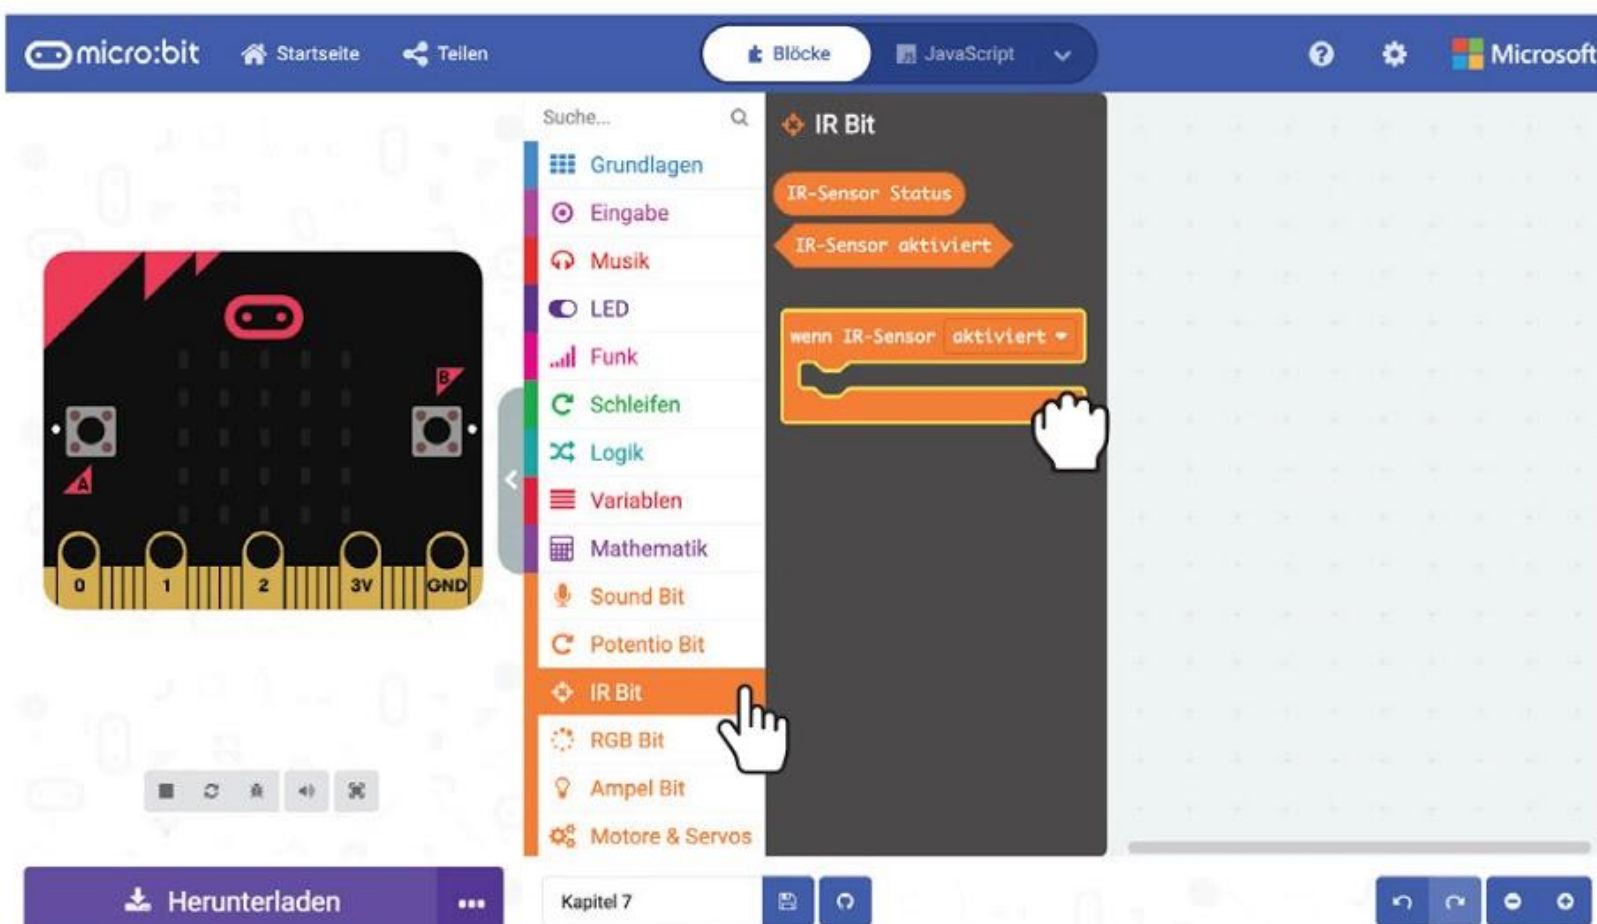 micro:bit Startseite Teilen Blöcke JavaScript Microsoft
Suche...
Grundlagen
Eingabe
Musik
LED
Funk
Schleifen
Logik
Variablen
Mathematik
Sound Bit
Potentio Bit
IR Bit
RGB Bit
Ampel Bit
Motore & Servos
IR Bit
IR-Sensor Status
IR-Sensor aktiviert
wenn IR-Sensor aktiviert
B
A
0 1 2 3V GND
Herunterladen
Kapitel 7